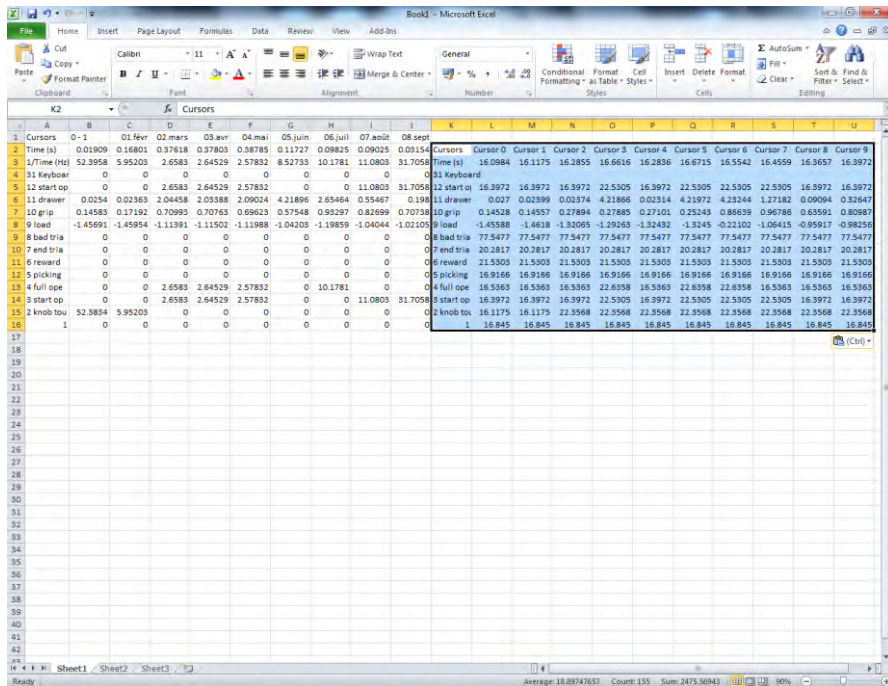 Book1 - Microsoft Excel
File Home Insert Page Layout Formulas Data Review View Add-Ins
Cut
Copy
Format Painter
Paste
Calibri 11
Wrap Text
Merge & Center
General
Conditional Formatting
Format as Table
Cell Styles
Insert Delete Format
AutoSum
Fill
Clear
Sort & Filter
Find & Select
Clipboard Font Alignment Number Styles Cells Editing
K2 fx Cursors
A B C D E F G H I J K L M N O P Q R S T U
1 Cursors 0 - 1 01.févr 02.mars 03.avr 04.mai 05.juin 06.juil 07.août 08.sept
2 Time (s) 0.01909 0.16801 0.37618 0.37803 0.38785 0.11727 0.09825 0.09025 0.03154 Cursors Cursor 0 Cursor 1 Cursor 2 Cursor 3 Cursor 4 Cursor 5 Cursor 6 Cursor 7 Cursor 8 Cursor 9
3 1/Time (Hz) 52.3958 5.95203 2.6583 2.64529 2.57832 8.52733 10.1781 11.0803 31.7058 Time (s) 16.0984 16.1175 16.2855 16.6616 16.2836 16.6715 16.5542 16.4559 16.3657 16.3972
4 31 Keyboar 0 0 0 0 0 0 0 0 0 31 Keyboard
5 12 start op 0 0 2.6583 2.64529 2.57832 0 0 11.0803 31.7058 12 start o 16.3972 16.3972 16.3972 22.5305 16.3972 22.5305 22.5305 22.5305 16.3972 16.3972
6 11 drawer 0.0254 0.02363 2.04458 2.03388 2.09024 4.21896 2.65464 0.55467 0.198 11 drawer 0.027 0.02399 0.02374 4.21866 0.02314 4.21972 4.23244 1.27182 0.09094 0.32647
7 10 grip 0.14583 0.17192 0.70993 0.70763 0.69623 0.57548 0.93297 0.82699 0.70738 10 grip 0.14528 0.14557 0.27894 0.27885 0.27101 0.25243 0.86639 0.96786 0.63591 0.80987
8 9 load -1.45691 -1.45954 -1.11391 -1.11502 -1.11988 -1.04203 -1.19859 -1.04044 -1.02105 9 load -1.45588 -1.4618 -1.32065 -1.29263 -1.32432 -1.3245 -0.22102 -1.06415 -0.95917 -0.98256
9 8 bad tria 0 0 0 0 0 0 0 0 0 8 bad tria 77.5477 77.5477 77.5477 77.5477 77.5477 77.5477 77.5477 77.5477 77.5477 77.5477
10 7 end tria 0 0 0 0 0 0 0 0 0 7 end tria 20.2817 20.2817 20.2817 20.2817 20.2817 20.2817 20.2817 20.2817 20.2817 20.2817
11 6 reward 0 0 0 0 0 0 0 0 0 6 reward 21.5303 21.5303 21.5303 21.5303 21.5303 21.5303 21.5303 21.5303 21.5303 21.5303
12 5 picking 0 0 0 0 0 0 0 0 0 5 picking 16.9166 16.9166 16.9166 16.9166 16.9166 16.9166 16.9166 16.9166 16.9166 16.9166
13 4 full ope 0 0 2.6583 2.64529 2.57832 0 10.1781 0 0 4 full ope 16.5363 16.5363 16.5363 22.6358 16.5363 22.6358 22.6358 16.5363 16.5363 16.5363
14 3 start op 0 0 2.6583 2.64529 2.57832 0 0 11.0803 31.7058 3 start op 16.3972 16.3972 16.3972 22.5305 16.3972 22.5305 22.5305 22.5305 16.3972 16.3972
15 2 knob tou 52.3834 5.95203 0 0 0 0 0 0 0 2 knob tou 16.1175 16.1175 22.3568 22.3568 22.3568 22.3568 22.3568 22.3568 22.3568 22.3568
16 1 0 0 0 0 0 0 0 0 0 1 16.845 16.845 16.845 16.845 16.845 16.845 16.845 16.845 16.845 16.845
17
(Ctrl)
18
19
20
21
22
23
24
25
26
27
28
29
30
31
32
33
34
35
36
37
38
39
40
41
42
Sheet1 Sheet2 Sheet3
Ready Average: 18.89747657 Count: 155 Sum: 2475.56943 90%